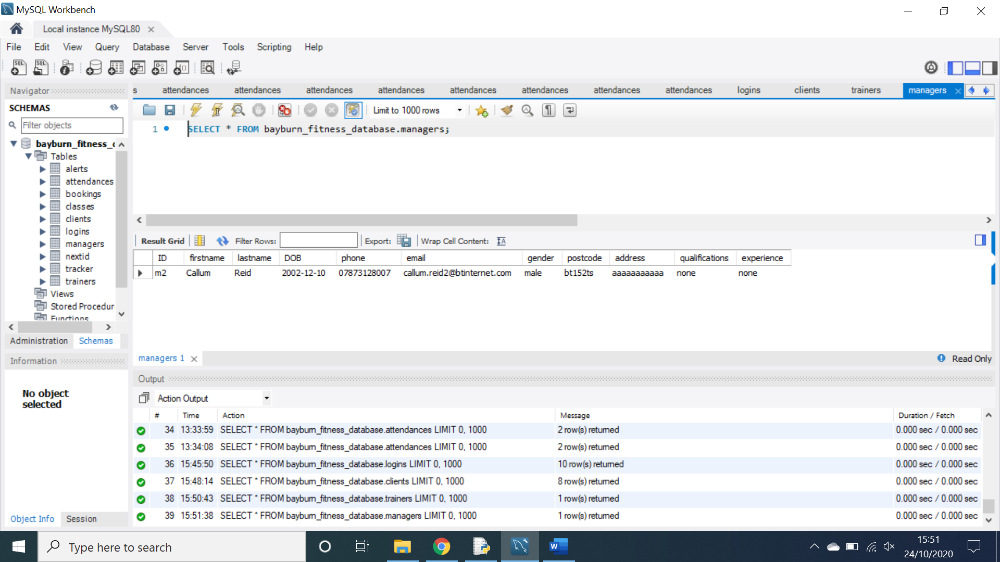 MySQL Workbench
Local instance MySQL80
File Edit View Query Database Server Tools Scripting Help
Navigator
SCHEMAS
Filter objects
bayburn_fitness_
Tables
alerts
attendances
bookings
classes
clients
logins
managers
nextid
tracker
trainers
Views
Stored Procedur
Functions
Administration Schemas
Information
No object
selected
Object Info Session
s attendances attendances attendances attendances attendances attendances attendances attendances logins clients trainers managers
Limit to 1000 rows
1 SELECT * FROM bayburn_fitness_database.managers;
Result Grid Filter Rows: Export: Wrap Cell Content:
ID firstname lastname DOB phone email gender postcode address qualifications experience
m2 Callum Reid 2002-12-10 07873128007 callum.reid2@btinternet.com male bt152ts aaaaaaaaaaa none none
managers 1
Read Only
Output
Action Output
# Time Action Message Duration / Fetch
34 13:33:59 SELECT * FROM bayburn_fitness_database.attendances LIMIT 0, 1000 2 row(s) returned 0.000 sec / 0.000 sec
35 13:34:08 SELECT * FROM bayburn_fitness_database.attendances LIMIT 0, 1000 2 row(s) returned 0.000 sec / 0.000 sec
36 15:45:50 SELECT * FROM bayburn_fitness_database.logins LIMIT 0, 1000 10 row(s) returned 0.000 sec / 0.000 sec
37 15:48:14 SELECT * FROM bayburn_fitness_database.clients LIMIT 0, 1000 8 row(s) returned 0.000 sec / 0.000 sec
38 15:50:43 SELECT * FROM bayburn_fitness_database.trainers LIMIT 0, 1000 1 row(s) returned 0.000 sec / 0.000 sec
39 15:51:38 SELECT * FROM bayburn_fitness_database.managers LIMIT 0, 1000 1 row(s) returned 0.000 sec / 0.000 sec
Type here to search
15:51
24/10/2020